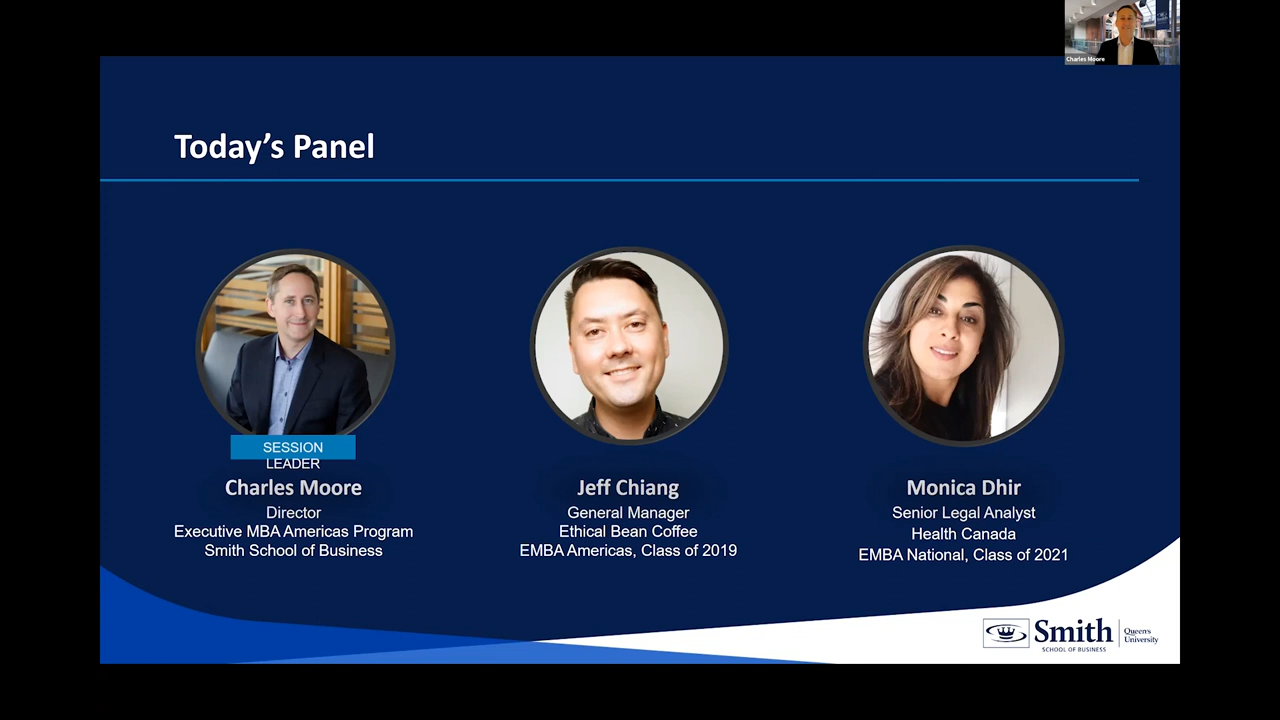 Charles Moore
Today's Panel
SESSION
LEADER
Charles Moore
Director
Executive MBA Americas Program
Smith School of Business
Jeff Chiang
General Manager
Ethical Bean Coffee
EMBA Americas, Class of 2019
Monica Dhir
Senior Legal Analyst
Health Canada
EMBA National, Class of 2021
Smith
SCHOOL OF BUSINESS
Queen's
University